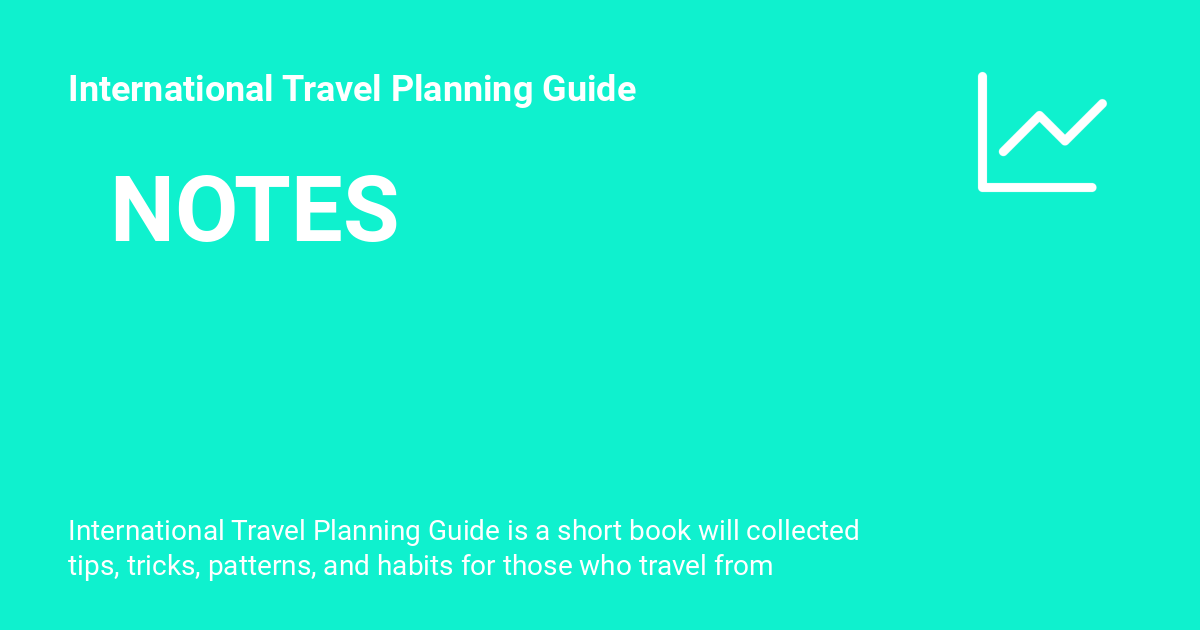 International Travel Planning Guide
NOTES
International Travel Planning Guide is a short book will collected
tips, tricks, patterns, and habits for those who travel from